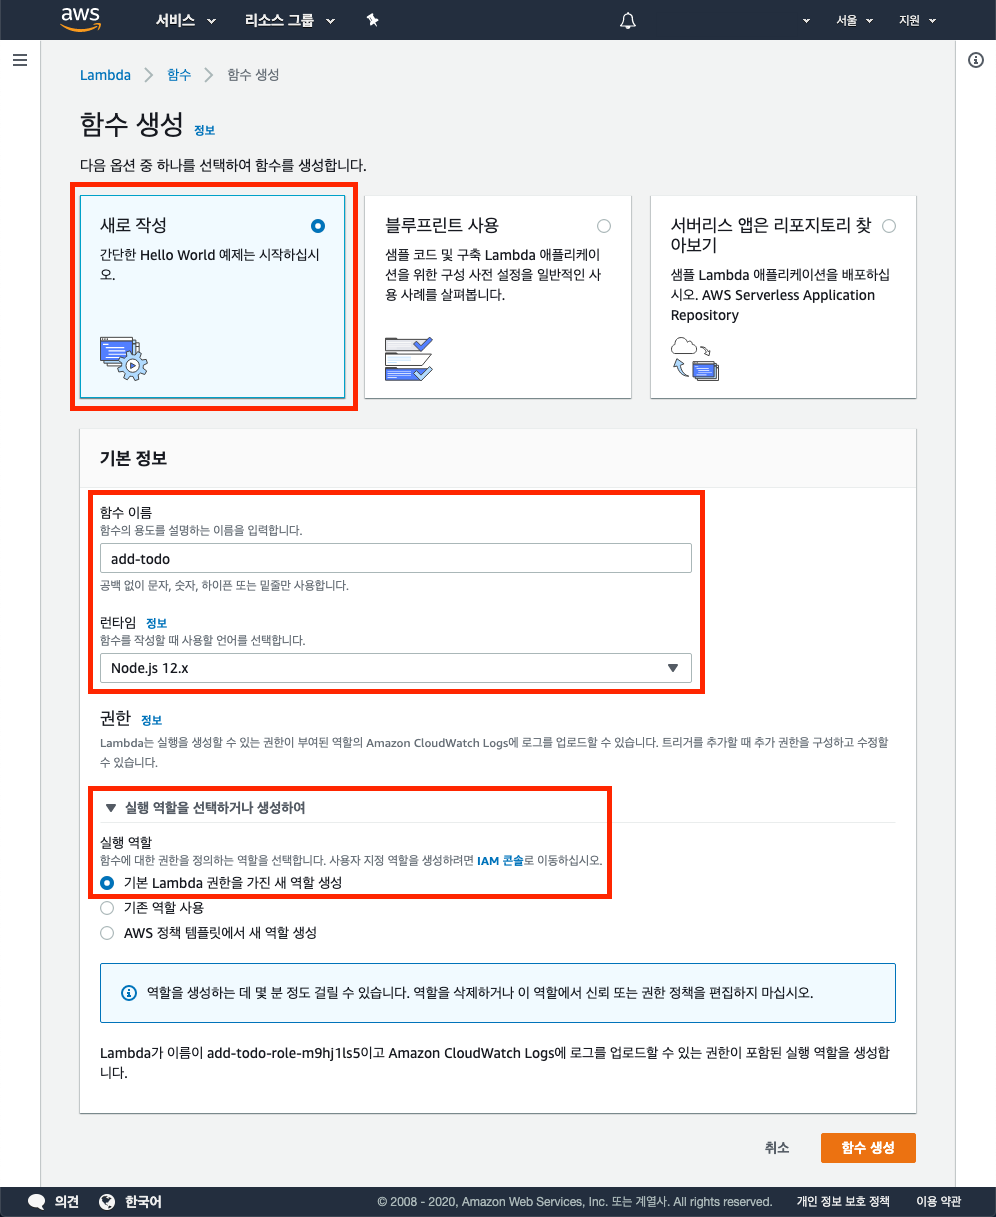 aws 서비스 리소스 그룹 서울 지원
Lambda 함수 함수 생성
함수 생성 정보
다음 옵션 중 하나를 선택하여 함수를 생성합니다.
새로 작성
간단한 Hello World 예제는 시작하십시
오.
블루프린트 사용
샘플 코드 및 구축 Lambda 애플리케이
션을 위한 구성 사전 설정을 일반적인 사
용 사례를 살펴봅니다.
서버리스 앱은 리포지토리 찾
아보기
샘플 Lambda 애플리케이션을 배포하십
시오. AWS Serverless Application
Repository
기본 정보
함수 이름
함수의 용도를 설명하는 이름을 입력합니다.
add-todo
공백 없이 문자, 숫자, 하이픈 또는 밑줄만 사용합니다.
런타임 정보
함수를 작성할 때 사용할 언어를 선택합니다.
Node.js 12.x
권한 정보
Lambda는 실행을 생성할 수 있는 권한이 부여된 역할의 Amazon CloudWatch Logs에 로그를 업로드할 수 있습니다. 트리거를 추가할 때 추가 권한을 구성하고 수정할
수 있습니다.
실행 역할을 선택하거나 생성하여
실행 역할
함수에 대한 권한을 정의하는 역할을 선택합니다. 사용자 지정 역할을 생성하려면 IAM 콘솔로 이동하십시오.
기본 Lambda 권한을 가진 새 역할 생성
기존 역할 사용
AWS 정책 템플릿에서 새 역할 생성
역할을 생성하는 데 몇 분 정도 걸릴 수 있습니다. 역할을 삭제하거나 이 역할에서 신뢰 또는 권한 정책을 편집하지 마십시오.
Lambda가 이름이 add-todo-role-m9hj1ls5이고 Amazon CloudWatch Logs에 로그를 업로드할 수 있는 권한이 포함된 실행 역할을 생성합
니다.
취소 함수 생성
의견 한국어 © 2008 - 2020, Amazon Web Services, Inc. 또는 계열사. All rights reserved. 개인 정보 보호 정책 이용 약관